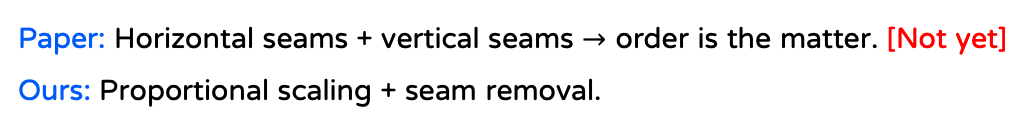 Paper: Horizontal seams + vertical seams → order is the matter. [Not yet]
Ours: Proportional scaling + seam removal.